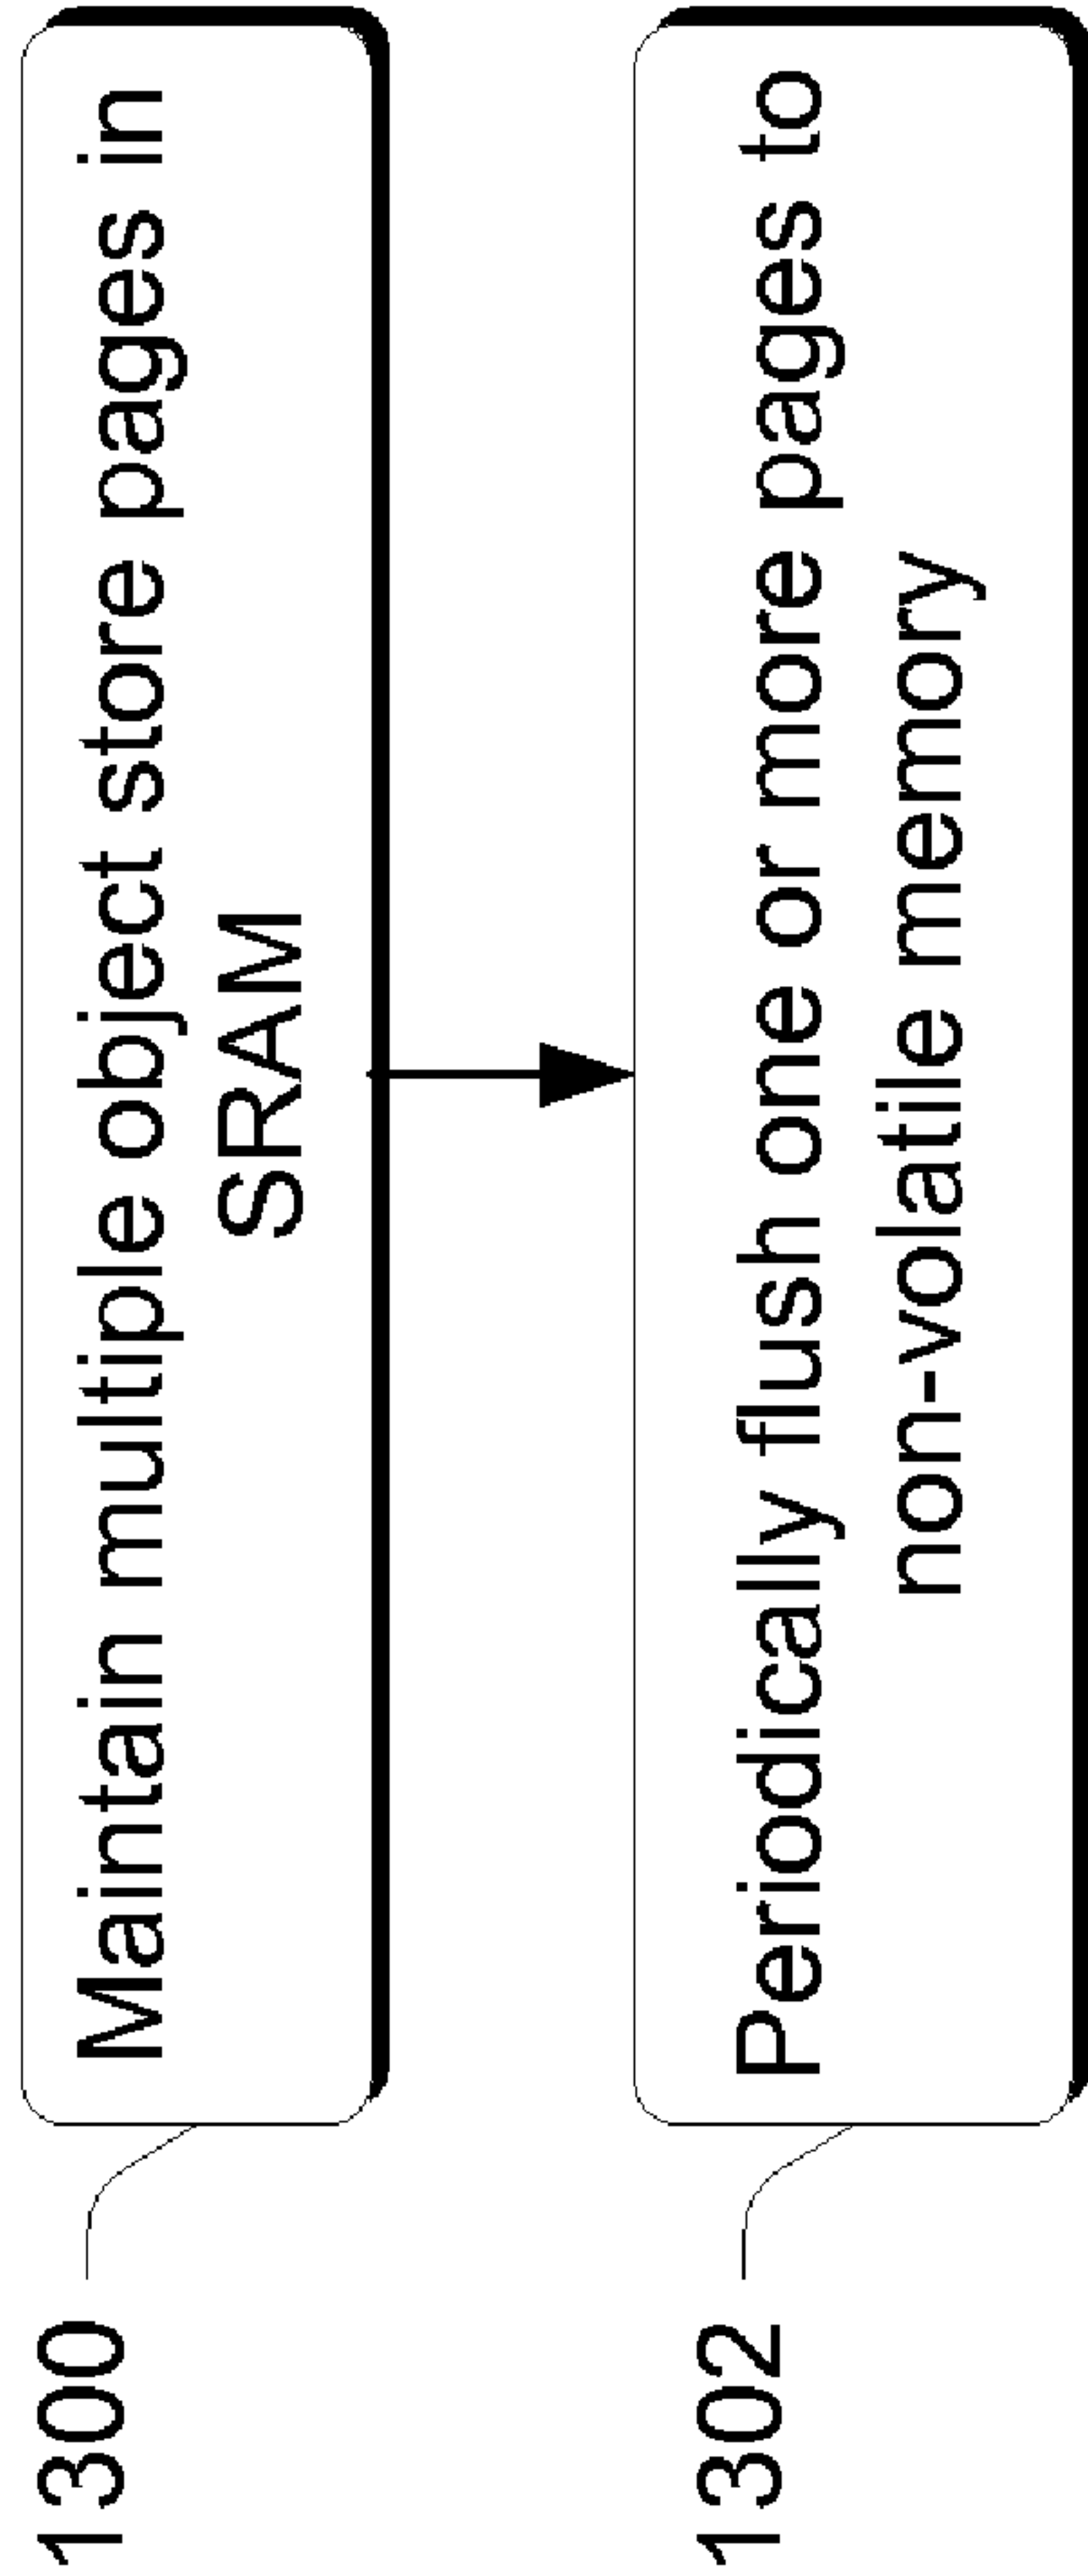 1300
Maintain multiple object store pages in
SRAM
1302
Periodically flush one or more pages to
non-volatile memory